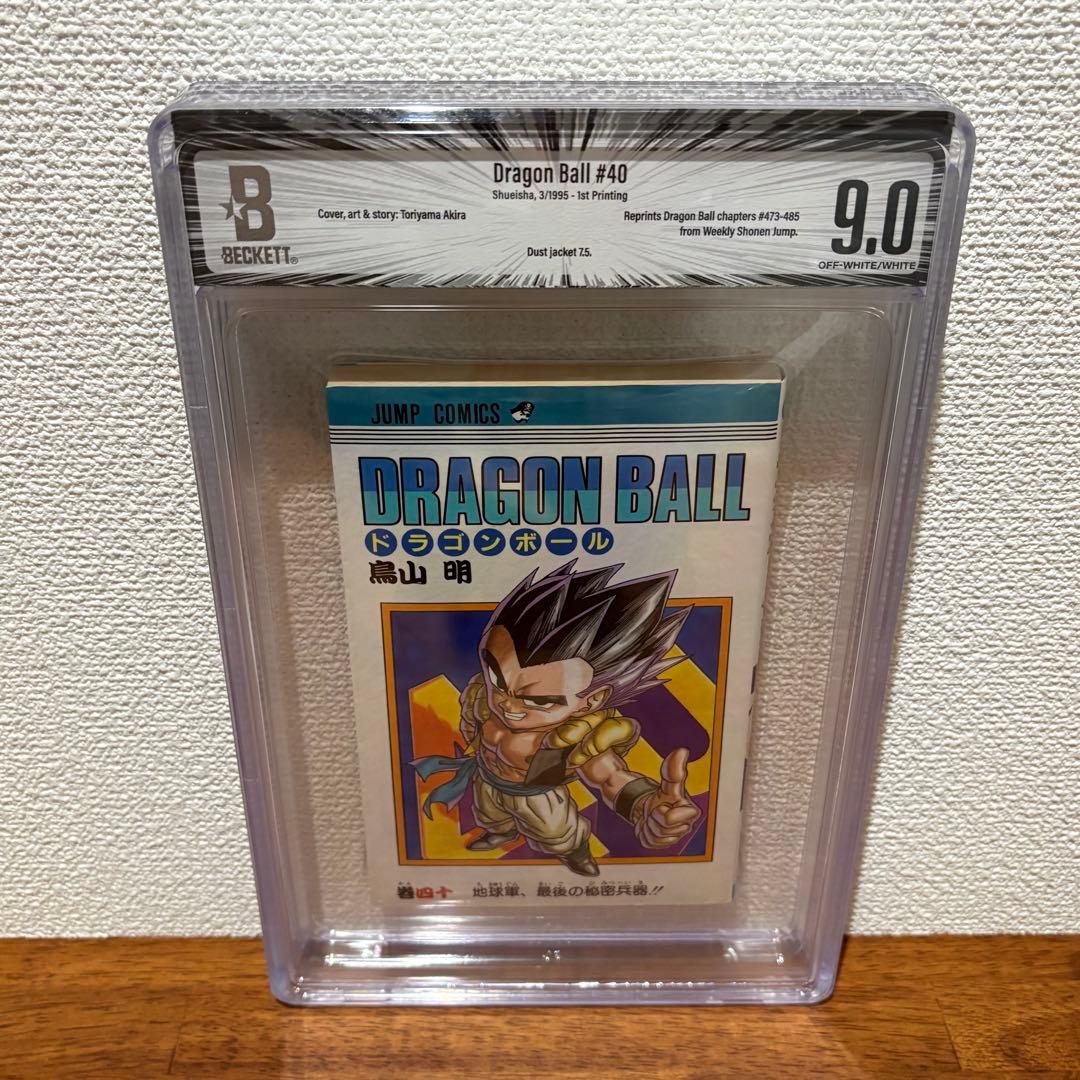 Dragon Ball #40
Shueisha, 3/1995 - 1st Printing
Cover, art & story: Toriyama Akira
Reprints Dragon Ball chapters #473-485
from Weekly Shonen Jump.
Dust jacket 7.5.
B
BECKETT®
9.0
OFF-WHITE/WHITE
JUMP COMICS
DRAGON BALL
ドラゴンボール
鳥山 明
巻四十 地球軍、最後の秘密兵器!!